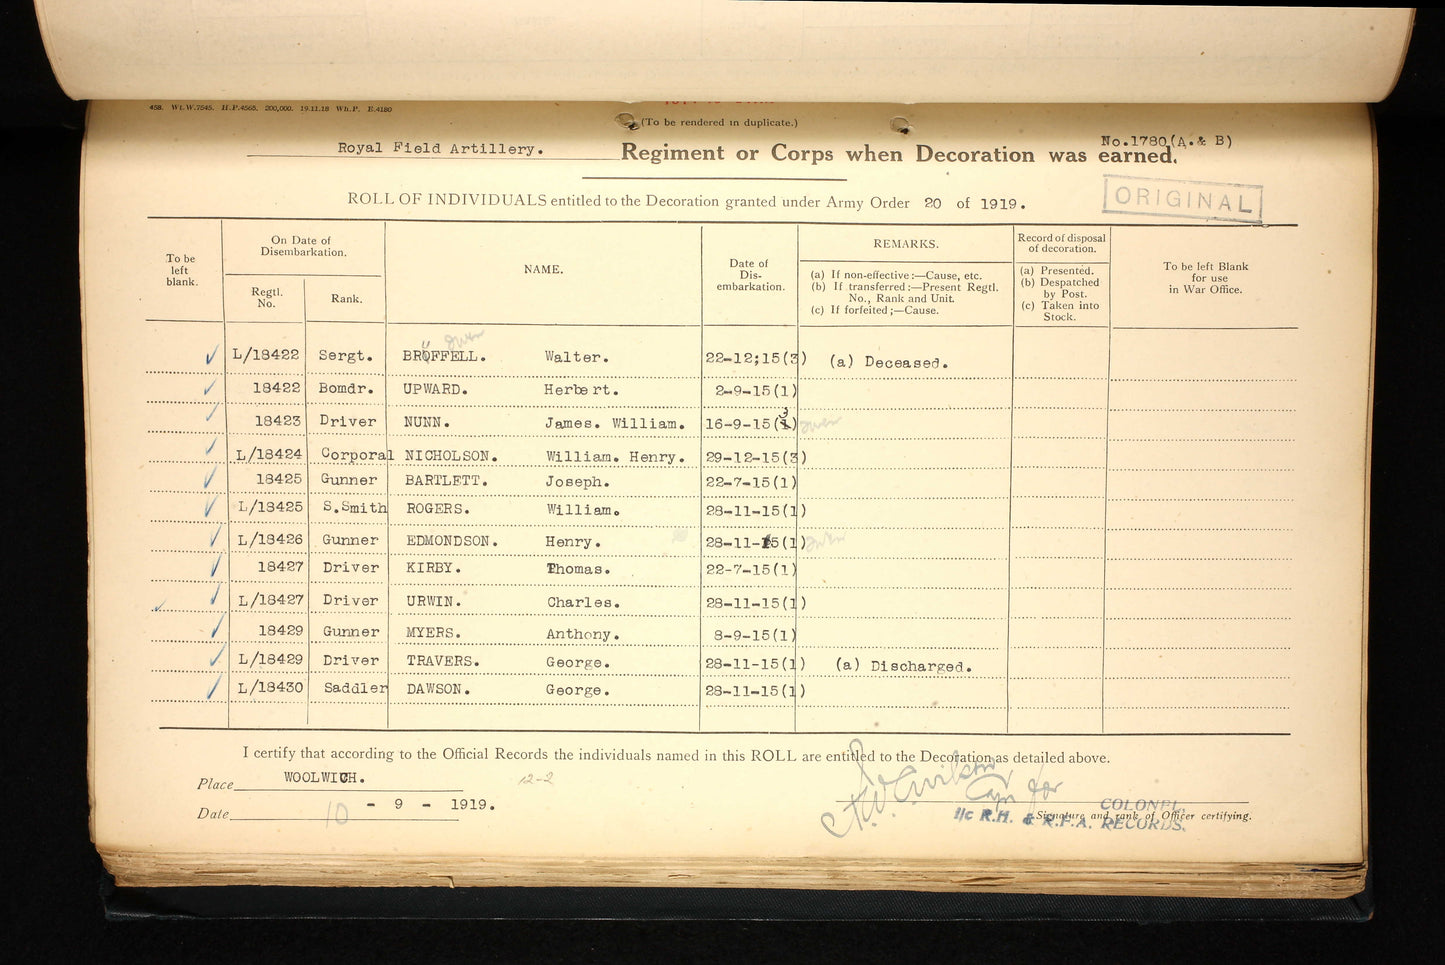 458. Wt.W.7545. H.P.4565. 200,000. 19.11.18 Wh.P. E.4180
(To be rendered in duplicate.)
No.1780(A.& B)
Royal Field Artillery. Regiment or Corps when Decoration was earned.
ROLL OF INDIVIDUALS entitled to the Decoration granted under Army Order 20 of 1919.
ORIGINAL
To be left blank.
On Date of Disembarkation.
Regtl. No.
Rank.
NAME.
Date of Dis-embarkation.
REMARKS.
(a) If non-effective:—Cause, etc.
(b) If transferred:—Present Regtl. No., Rank and Unit.
(c) If forfeited;—Cause.
Record of disposal of decoration.
(a) Presented.
(b) Despatched by Post.
(c) Taken into Stock.
To be left Blank for use in War Office.
L/18422 Sergt. BRUFFELL. Walter. 22-12;15(3) (a) Deceased.
18422 Bomdr. UPWARD. Herbert. 2-9-15(1)
18423 Driver NUNN. James. William. 16-9-15(3)
L/18424 Corporal NICHOLSON. William. Henry. 29-12-15(3)
18425 Gunner BARTLETT. Joseph. 22-7-15(1)
L/18425 S.Smith ROGERS. William. 28-11-15(1)
L/18426 Gunner EDMONDSON. Henry. 28-11-15(1)
18427 Driver KIRBY. Thomas. 22-7-15(1)
L/18427 Driver URWIN. Charles. 28-11-15(1)
18429 Gunner MYERS. Anthony. 8-9-15(1)
L/18429 Driver TRAVERS. George. 28-11-15(1) (a) Discharged.
L/18430 Saddler DAWSON. George. 28-11-15(1)
I certify that according to the Official Records the individuals named in this ROLL are entitled to the Decoration as detailed above.
Place WOOLWICH.
12-2
Date 10 - 9 - 1919.
for
COLONEL,
I/c R.H. & R.F.A. RECORDS.
Signature and rank of Officer certifying.